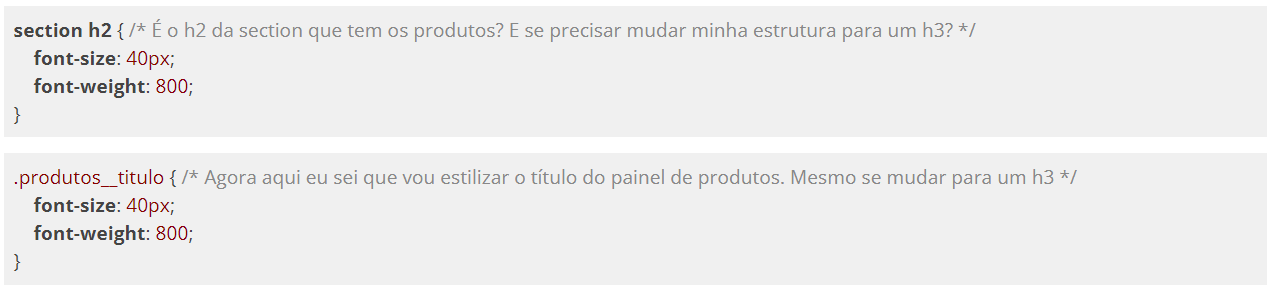 section h2 { /* É o h2 da section que tem os produtos? E se precisar mudar minha estrutura para um h3? */
font-size: 40px;
font-weight: 800;
}
.produtos__titulo { /* Agora aqui eu sei que vou estilizar o título do painel de produtos. Mesmo se mudar para um h3 */
font-size: 40px;
font-weight: 800;
}